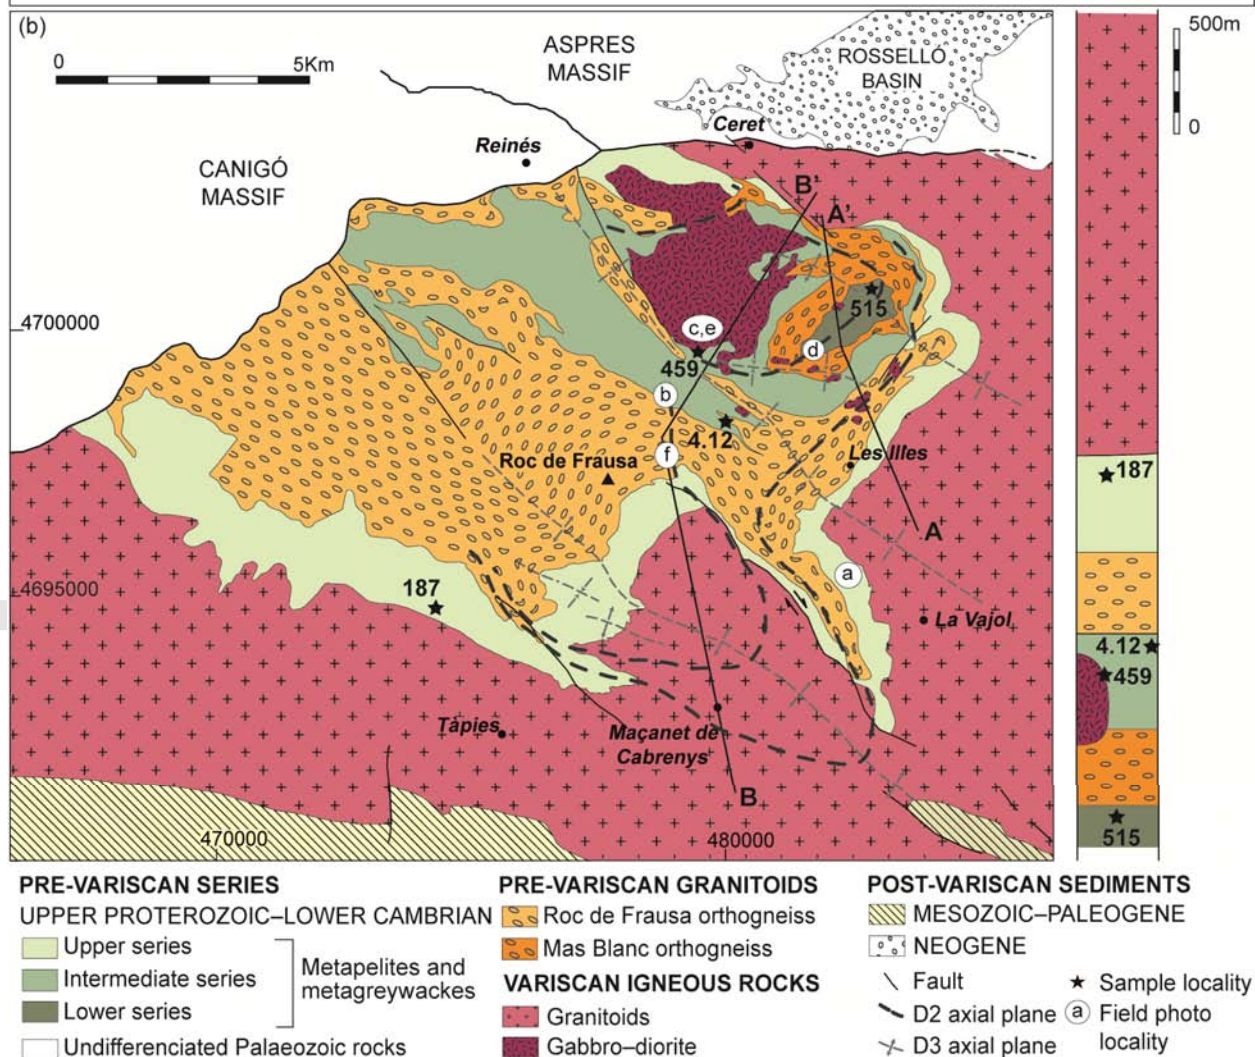 (b)
0 5Km
ASPRES
MASSIF
ROSSELLÓ
BASIN
500m
0
Ceret
Reinés
CANIGÓ
MASSIF
B'
A'
4700000
515
c,e
d
459
b
4.12
f
Les Illes
Roc de Frausa
187
A
a
4695000
187
La Vajol
4.12
459
Tàpies
Maçanet de
Cabrenys
B
470000
480000
515
PRE-VARISCAN SERIES
UPPER PROTEROZOIC–LOWER CAMBRIAN
Upper series
Intermediate series
Lower series
Metapelites and
metagreywackes
Undifferenciated Palaeozoic rocks
PRE-VARISCAN GRANITOIDS
Roc de Frausa orthogneiss
Mas Blanc orthogneiss
VARISCAN IGNEOUS ROCKS
Granitoids
Gabbro–diorite
POST-VARISCAN SEDIMENTS
MESOZOIC–PALEOGENE
NEOGENE
Fault
D2 axial plane
D3 axial plane
Sample locality
a Field photo
locality